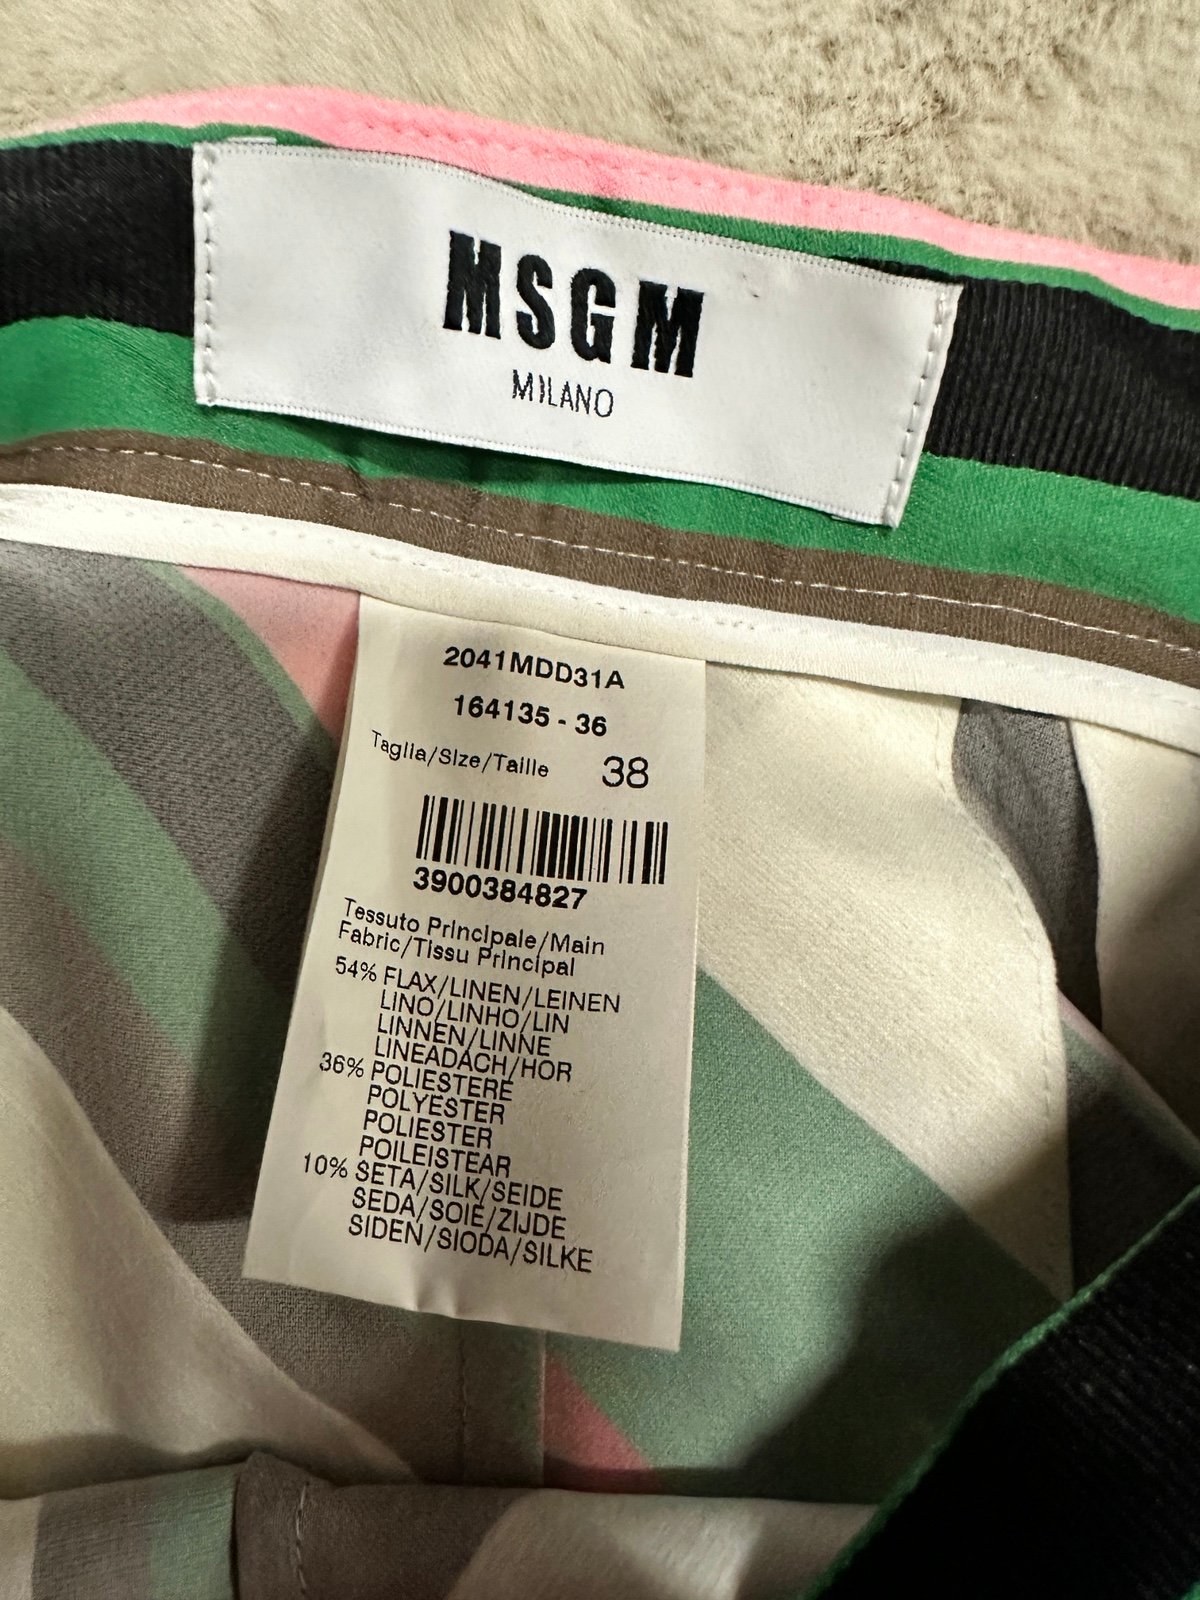 MSGM
MILANO
2041MDD31A
164135 - 36
Taglia/Size/Taille 38
3900384827
Tessuto Principale/Main
Fabric/Tissu Principal
54% FLAX/LINEN/LEINEN
LINO/LINHO/LIN
LINNEN/LINNE
LINEADACH/HOR
36% POLIESTERE
POLYESTER
POLIESTER
POILEISTEAR
10% SETA/SILK/SEIDE
SEDA/SOIE/ZIJDE
SIDEN/SIODA/SILKE